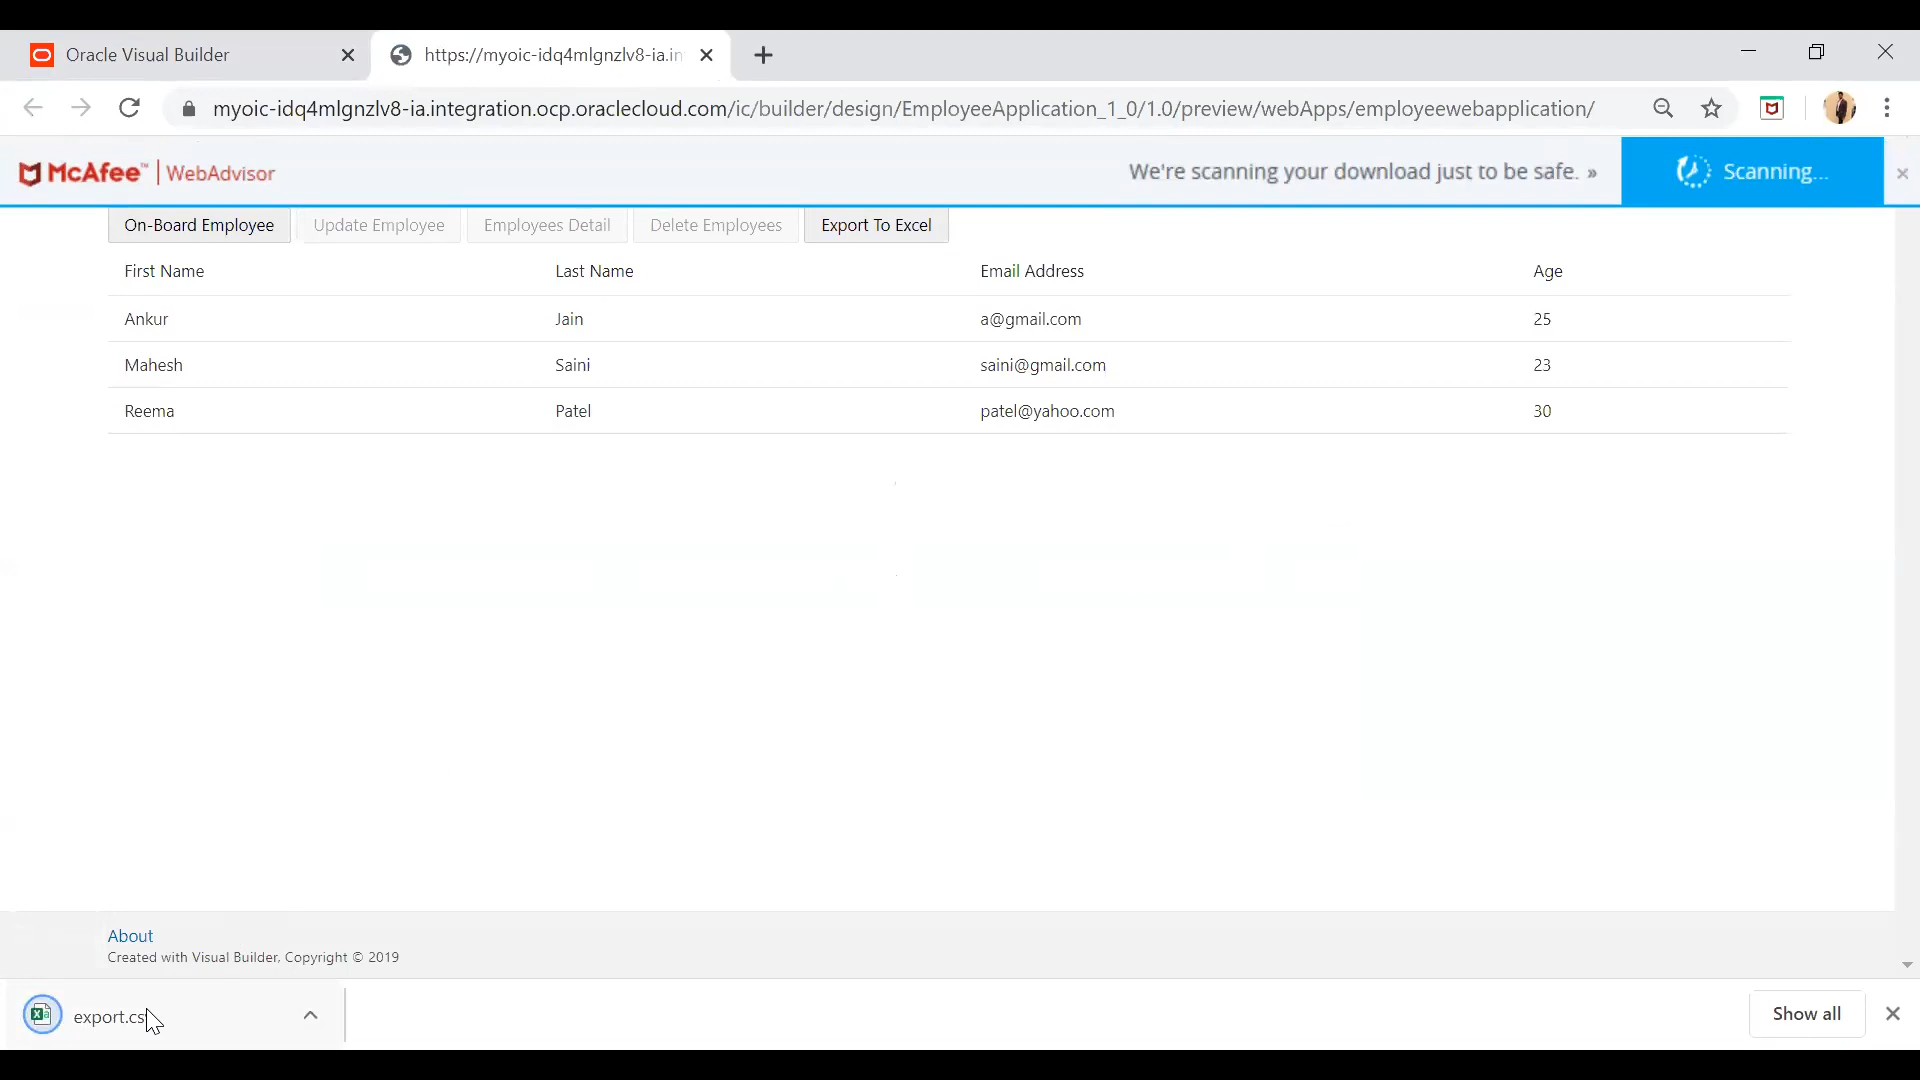 Oracle Visual Builder
https://myoic-idq4mlgnzlv8-ia.in
myoic-idq4mlgnzlv8-ia.integration.ocp.oraclecloud.com/ic/builder/design/EmployeeApplication_1_0/1.0/preview/webApps/employeewebapplication/
McAfee™ | WebAdvisor
We're scanning your download just to be safe. »
Scanning...
On-Board Employee Update Employee Employees Detail Delete Employees Export To Excel
First Name Last Name Email Address Age
Ankur Jain a@gmail.com 25
Mahesh Saini saini@gmail.com 23
Reema Patel patel@yahoo.com 30
About
Created with Visual Builder, Copyright © 2019
export.cs
Show all